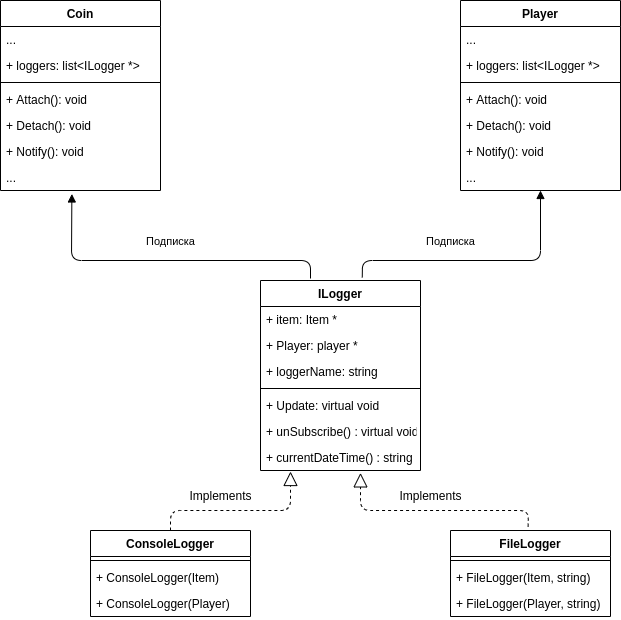 Coin
...
+ loggers: list<ILogger *>
+ Attach(): void
+ Detach(): void
+ Notify(): void
...
Player
...
+ loggers: list<ILogger *>
+ Attach(): void
+ Detach(): void
+ Notify(): void
...
Подписка
Подписка
ILogger
+ item: Item *
+ Player: player *
+ loggerName: string
+ Update: virtual void
+ unSubscribe() : virtual void
+ currentDateTime() : string
Implements
Implements
ConsoleLogger
+ ConsoleLogger(Item)
+ ConsoleLogger(Player)
FileLogger
+ FileLogger(Item, string)
+ FileLogger(Player, string)